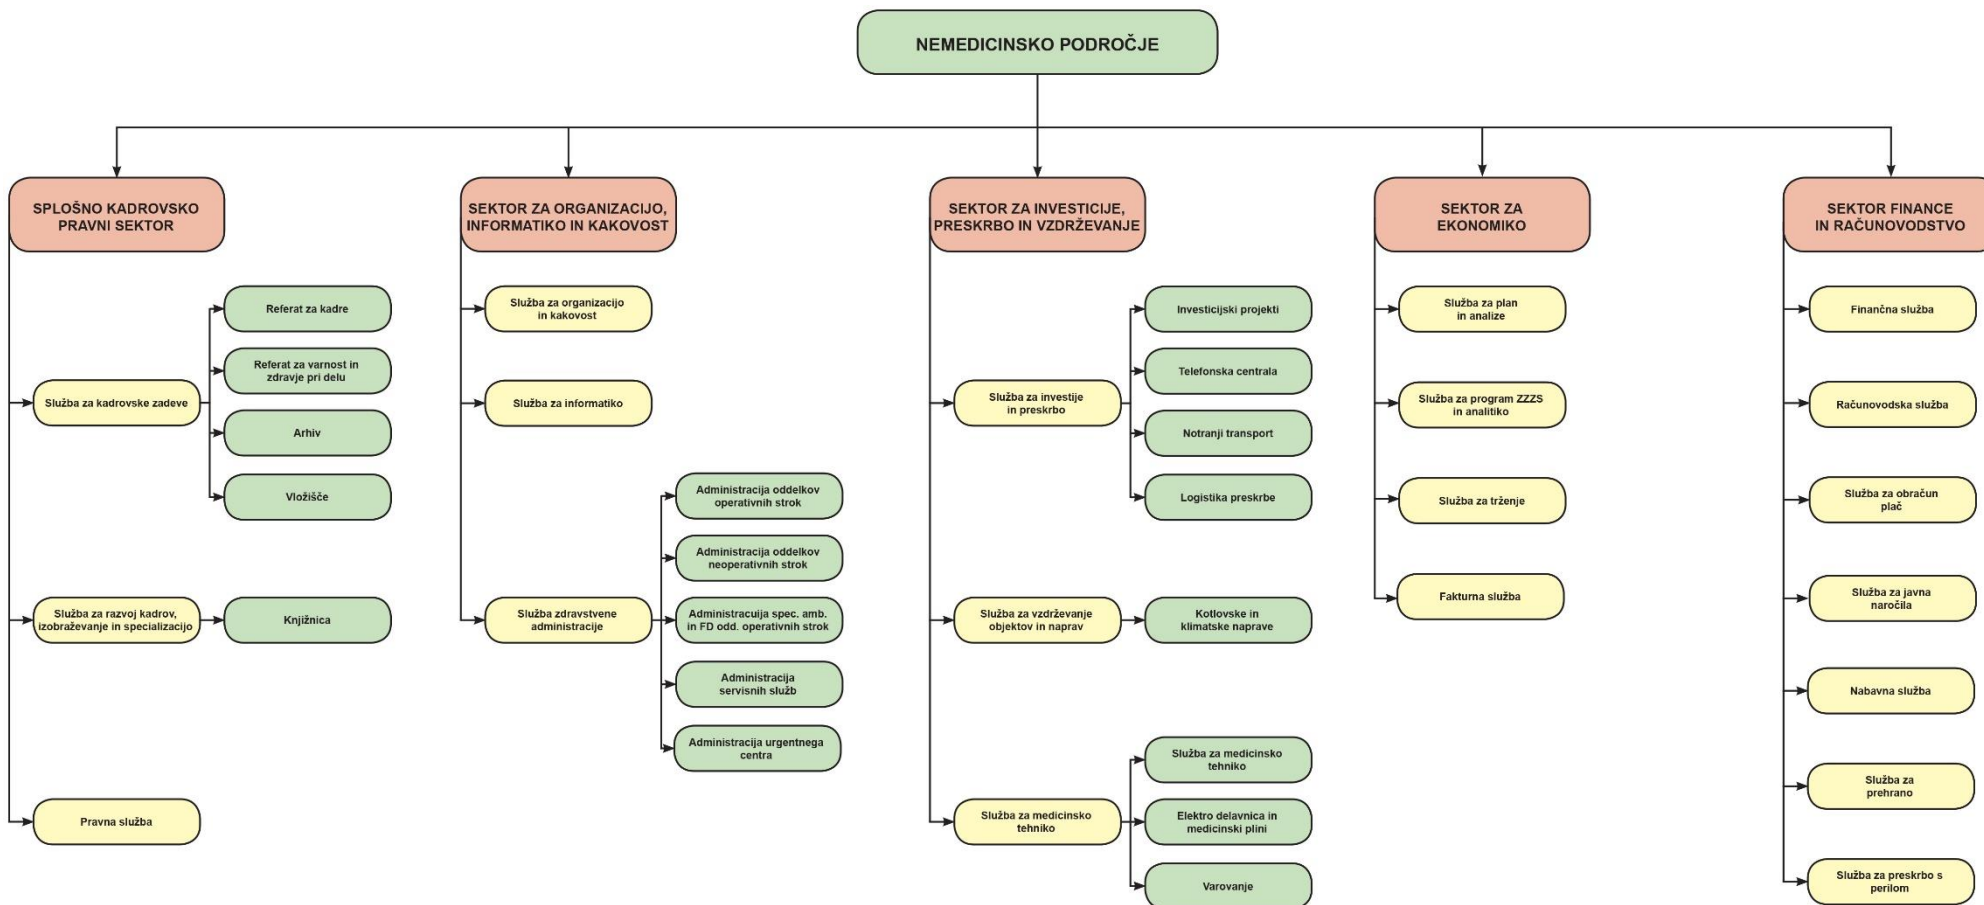 NEMEDICINSKO PODROČJE
SPLOŠNO KADROVSKO
PRAVNI SEKTOR
Služba za kadrovske zadeve
Referat za kadre
Referat za varnost in
zdravje pri delu
Arhiv
Vložišče
Služba za razvoj kadrov,
izobraževanje in specializacijo
Knjižnica
Pravna služba
SEKTOR ZA ORGANIZACIJO,
INFORMATIKO IN KAKOVOST
Služba za organizacijo
in kakovost
Služba za informatiko
Služba zdravstvene
administracije
Administracija oddelkov
operativnih strok
Administracija oddelkov
neoperativnih strok
Administracuija spec. amb.
in FD odd. operativnih strok
Administracija
servisnih služb
Administracija urgentnega
centra
SEKTOR ZA INVESTICIJE,
PRESKRBO IN VZDRŽEVANJE
Služba za investije
in preskrbo
Investicijski projekti
Telefonska centrala
Notranji transport
Logistika preskrbe
Služba za vzdrževanje
objektov in naprav
Kotlovske in
klimatske naprave
Služba za medicinsko
tehniko
Služba za medicinsko
tehniko
Elektro delavnica in
medicinski plini
Varovanje
SEKTOR ZA
EKONOMIKO
Služba za plan
in analize
Služba za program ZZZS
in analitiko
Služba za trženje
Fakturna služba
SEKTOR FINANCE
IN RAČUNOVODSTVO
Finančna služba
Računovodska služba
Služba za obračun
plač
Služba za javna
naročila
Nabavna služba
Služba za
prehrano
Služba za preskrbo s
perilom